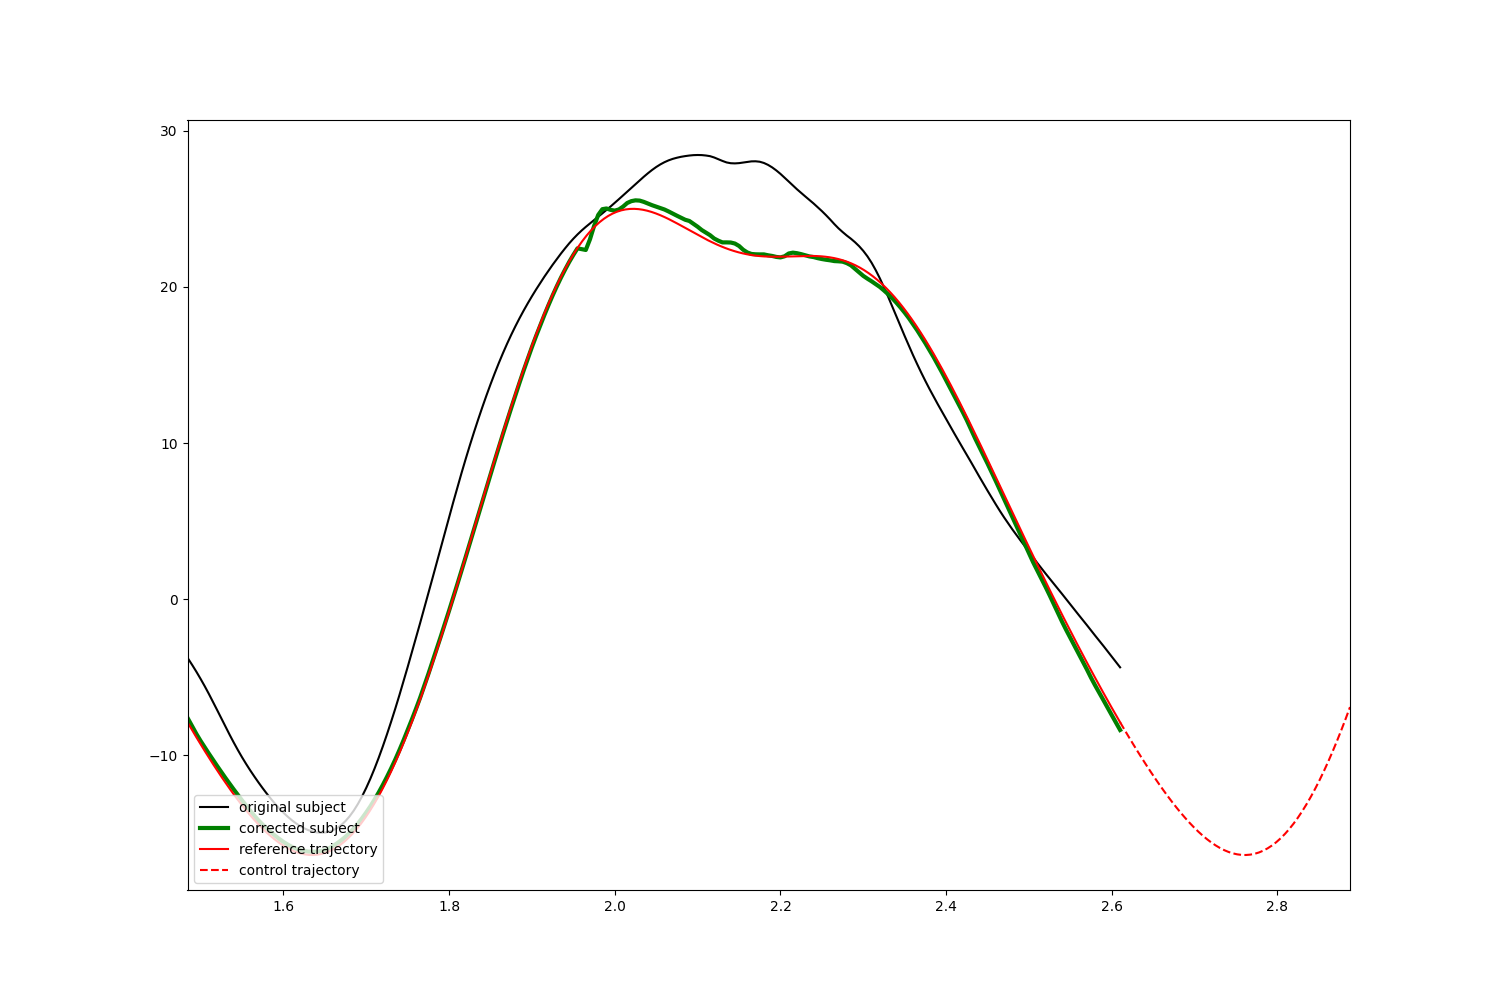 30
20
10
0
−10
original subject
corrected subject
reference trajectory
control trajectory
1.6 1.8 2.0 2.2 2.4 2.6 2.8